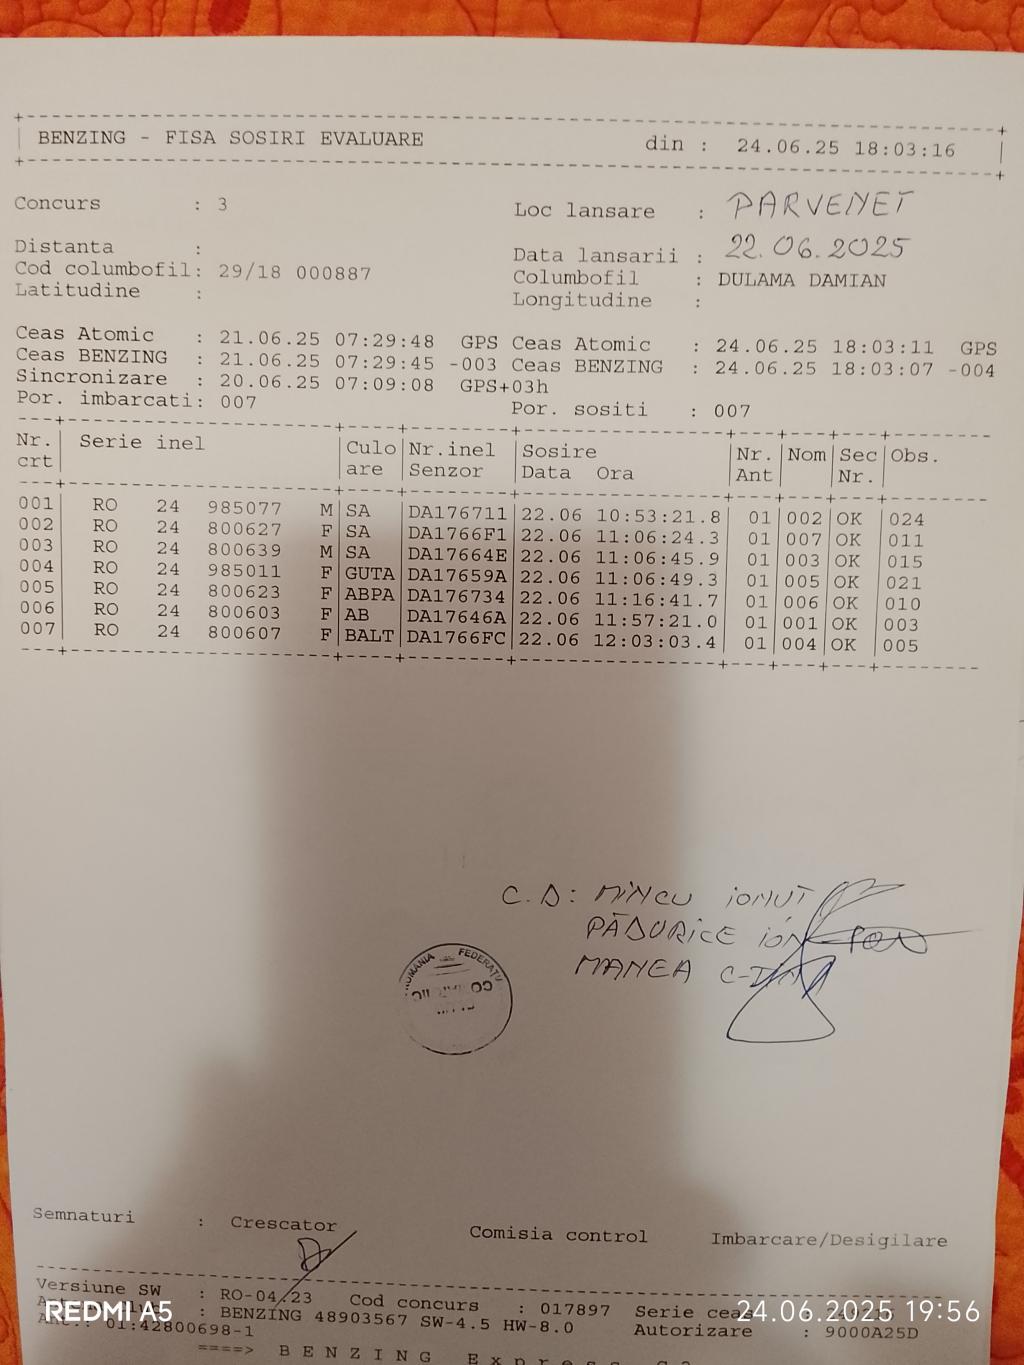 BENZING - FISA SOSIRI EVALUARE din : 24.06.25 18:03:16
Concurs : 3 Loc lansare : PARVENET
Distanta : Data lansarii : 22.06.2025
Cod columbofil: 29/18 000887 Columbofil : DULAMA DAMIAN
Latitudine : Longitudine :
Ceas Atomic : 21.06.25 07:29:48 GPS Ceas Atomic : 24.06.25 18:03:11 GPS
Ceas BENZING : 21.06.25 07:29:45 -003 Ceas BENZING : 24.06.25 18:03:07 -004
Sincronizare : 20.06.25 07:09:08 GPS+03h
Por. imbarcati: 007 Por. sositi : 007
Nr. Serie inel Culo Nr.inel Sosire Nr. Nom Sec Obs.
crt are Senzor Data Ora Ant Nr.
001 RO 24 985077 M SA DA176711 22.06 10:53:21.8 01 002 OK 024
002 RO 24 800627 F SA DA1766F1 22.06 11:06:24.3 01 007 OK 011
003 RO 24 800639 M SA DA17664E 22.06 11:06:45.9 01 003 OK 015
004 RO 24 985011 F GUTA DA17659A 22.06 11:06:49.3 01 005 OK 021
005 RO 24 800623 F ABPA DA176734 22.06 11:16:41.7 01 006 OK 010
006 RO 24 800603 F AB DA17646A 22.06 11:57:21.0 01 001 OK 003
007 RO 24 800607 F BALT DA1766FC 22.06 12:03:03.4 01 004 OK 005
C.D: MINCU IONUT
PĂDURICE ION
MANEA C-TIN
ROMANIA FEDERATIV
Semnaturi : Crescator Comisia control Imbarcare/Desigilare
Versiune SW : RO-04/23 Cod concurs : 017897 Serie ceas
: BENZING 48903567 SW-4.5 HW-8.0 Autorizare : 9000A25D
Ant.: 01:42800698-1
====> BENZING Express
REDMI A5 24.06.2025 19:56